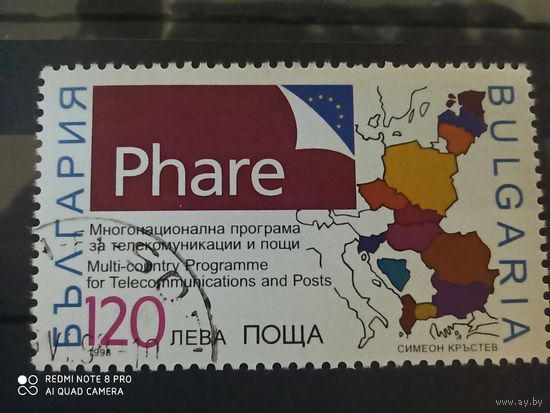 БЪЛГАРИЯ
Phare
BULGARIA
Многонационална програма
за телекомуникации и пощи
Multi-country Programme
for Telecommunications and Posts
120 ЛЕВА ПОЩА
1998
СИМЕОН КРЪСТЕВ
REDMI NOTE 8 PRO
AI QUAD CAMERA
www.ay.by